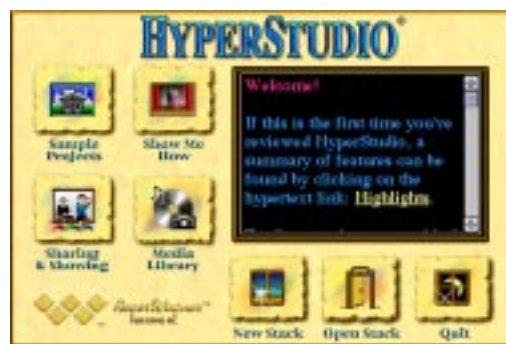 HYPERSTUDIO®
Welcome!
If this is the first time you've
reviewed HyperStudio, a
summary of features can be
found by clicking on the
hypertext link: Highlights
Sample
Projects
Show Me
How
Sharing
& Showing
Media
Library
Roger Wagner™
New Stack
Open Stack
Quit